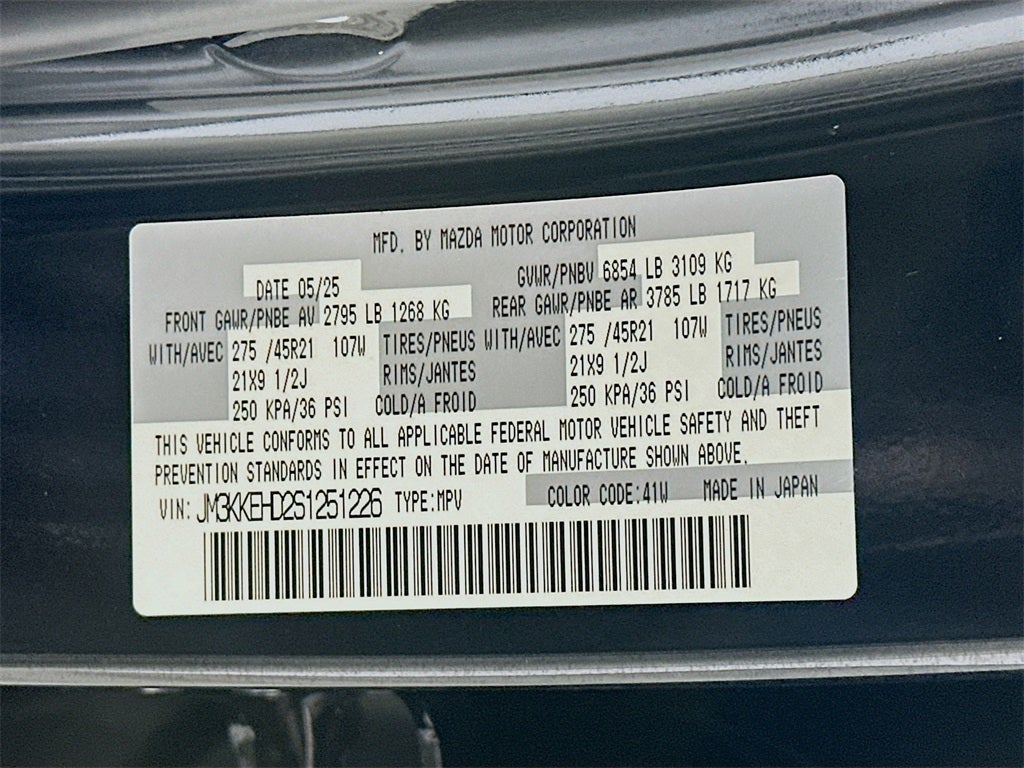 MFD. BY MAZDA MOTOR CORPORATION
DATE 05/25 GVWR/PNBV 6854 LB 3109 KG
FRONT GAWR/PNBE AV 2795 LB 1268 KG REAR GAWR/PNBE AR 3785 LB 1717 KG
WITH/AVEC 275 /45R21 107W TIRES/PNEUS WITH/AVEC 275 /45R21 107W TIRES/PNEUS
21X9 1/2J RIMS/JANTES 21X9 1/2J RIMS/JANTES
250 KPA/36 PSI COLD/A FROID 250 KPA/36 PSI COLD/A FROID
THIS VEHICLE CONFORMS TO ALL APPLICABLE FEDERAL MOTOR VEHICLE SAFETY AND THEFT
PREVENTION STANDARDS IN EFFECT ON THE DATE OF MANUFACTURE SHOWN ABOVE.
VIN: JM3KKEHD2S1251226 TYPE:MPV COLOR CODE:41W MADE IN JAPAN